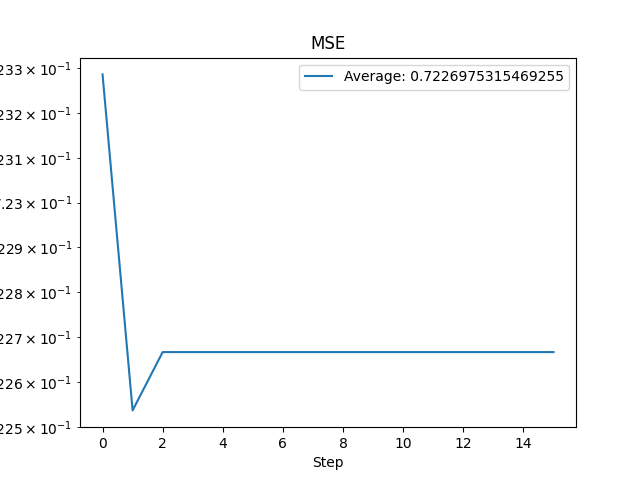 MSE
Average: 0.7226975315469255
233 × 10⁻¹
232 × 10⁻¹
231 × 10⁻¹
.23 × 10⁻¹
229 × 10⁻¹
228 × 10⁻¹
227 × 10⁻¹
226 × 10⁻¹
225 × 10⁻¹
0 2 4 6 8 10 12 14
Step